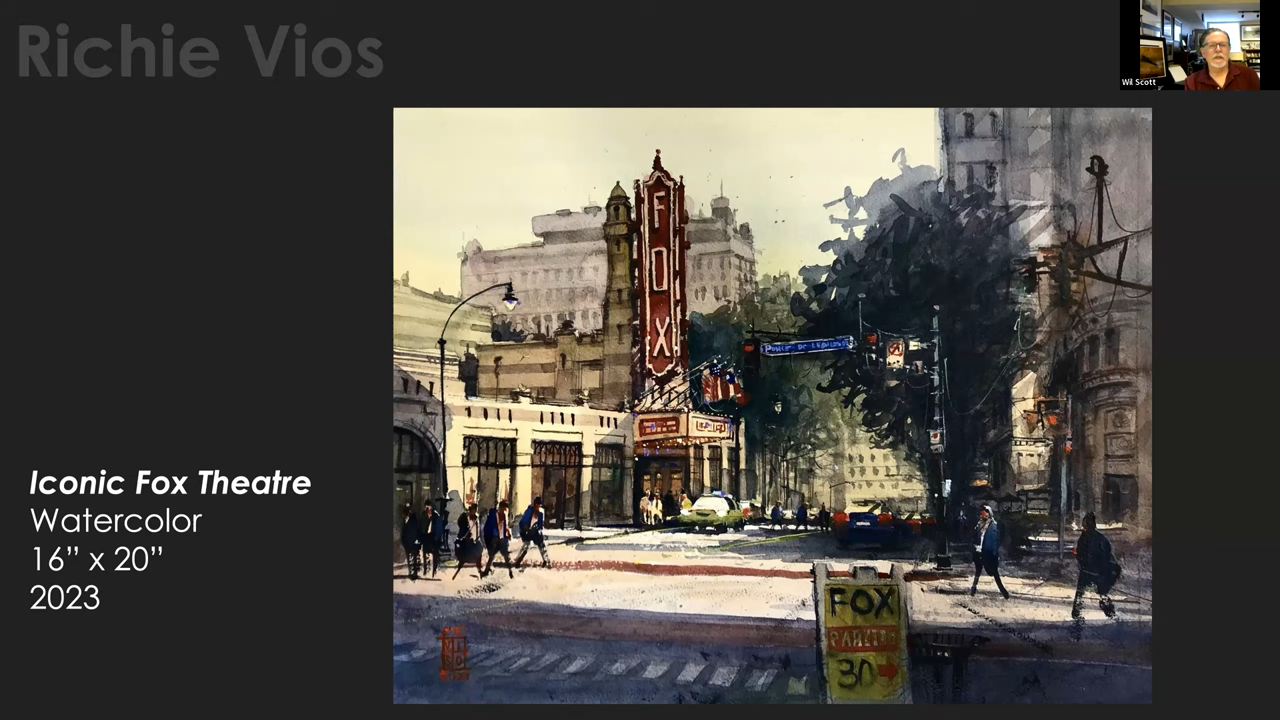 Richie Vios
Wil Scott
FOX
Iconic Fox Theatre
Watercolor
16” x 20”
2023
FOX
PARKING
30